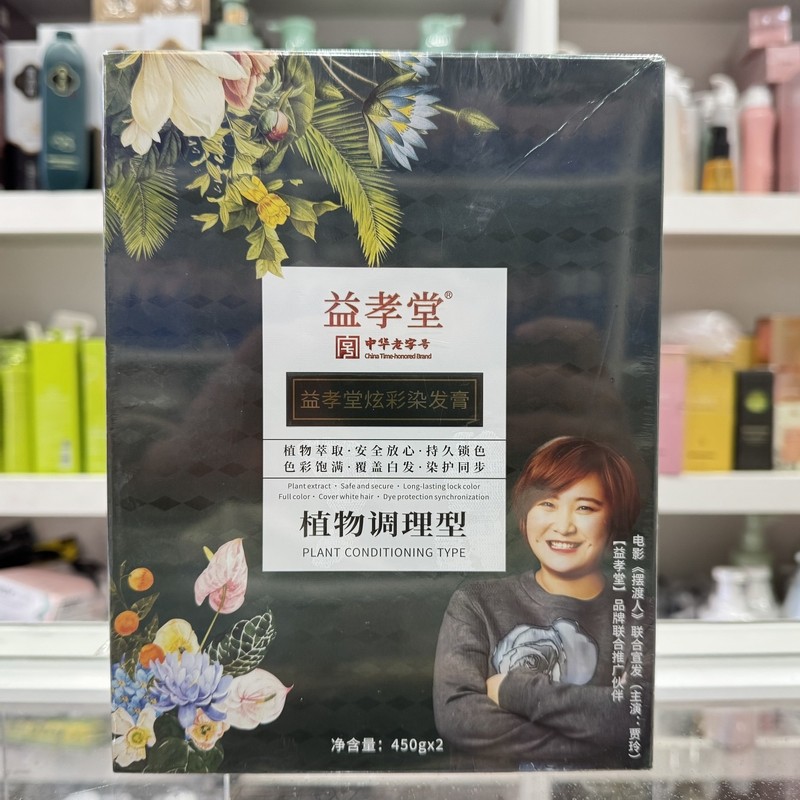 益孝堂®
中华老字号
China Time-honored Brand
益孝堂炫彩染发膏
植物萃取·安全放心·持久锁色
色彩饱满·覆盖白发·染护同步
Plant extract · Safe and secure · Long-lasting lock color
Full color · Cover white hair · Dye protection synchronization
植物调理型
PLANT CONDITIONING TYPE
电影《摆渡人》联合宣发（主演：贾玲）
【益孝堂】品牌联合推广伙伴
净含量：450gx2